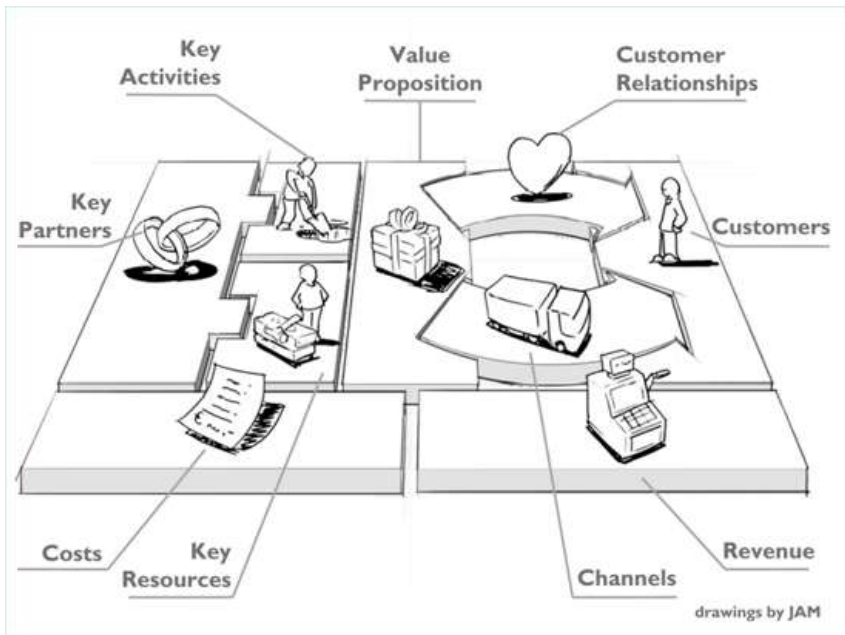 Key
Activities
Value
Proposition
Customer
Relationships
Key
Partners
Customers
Costs
Key
Resources
Channels
Revenue
drawings by JAM